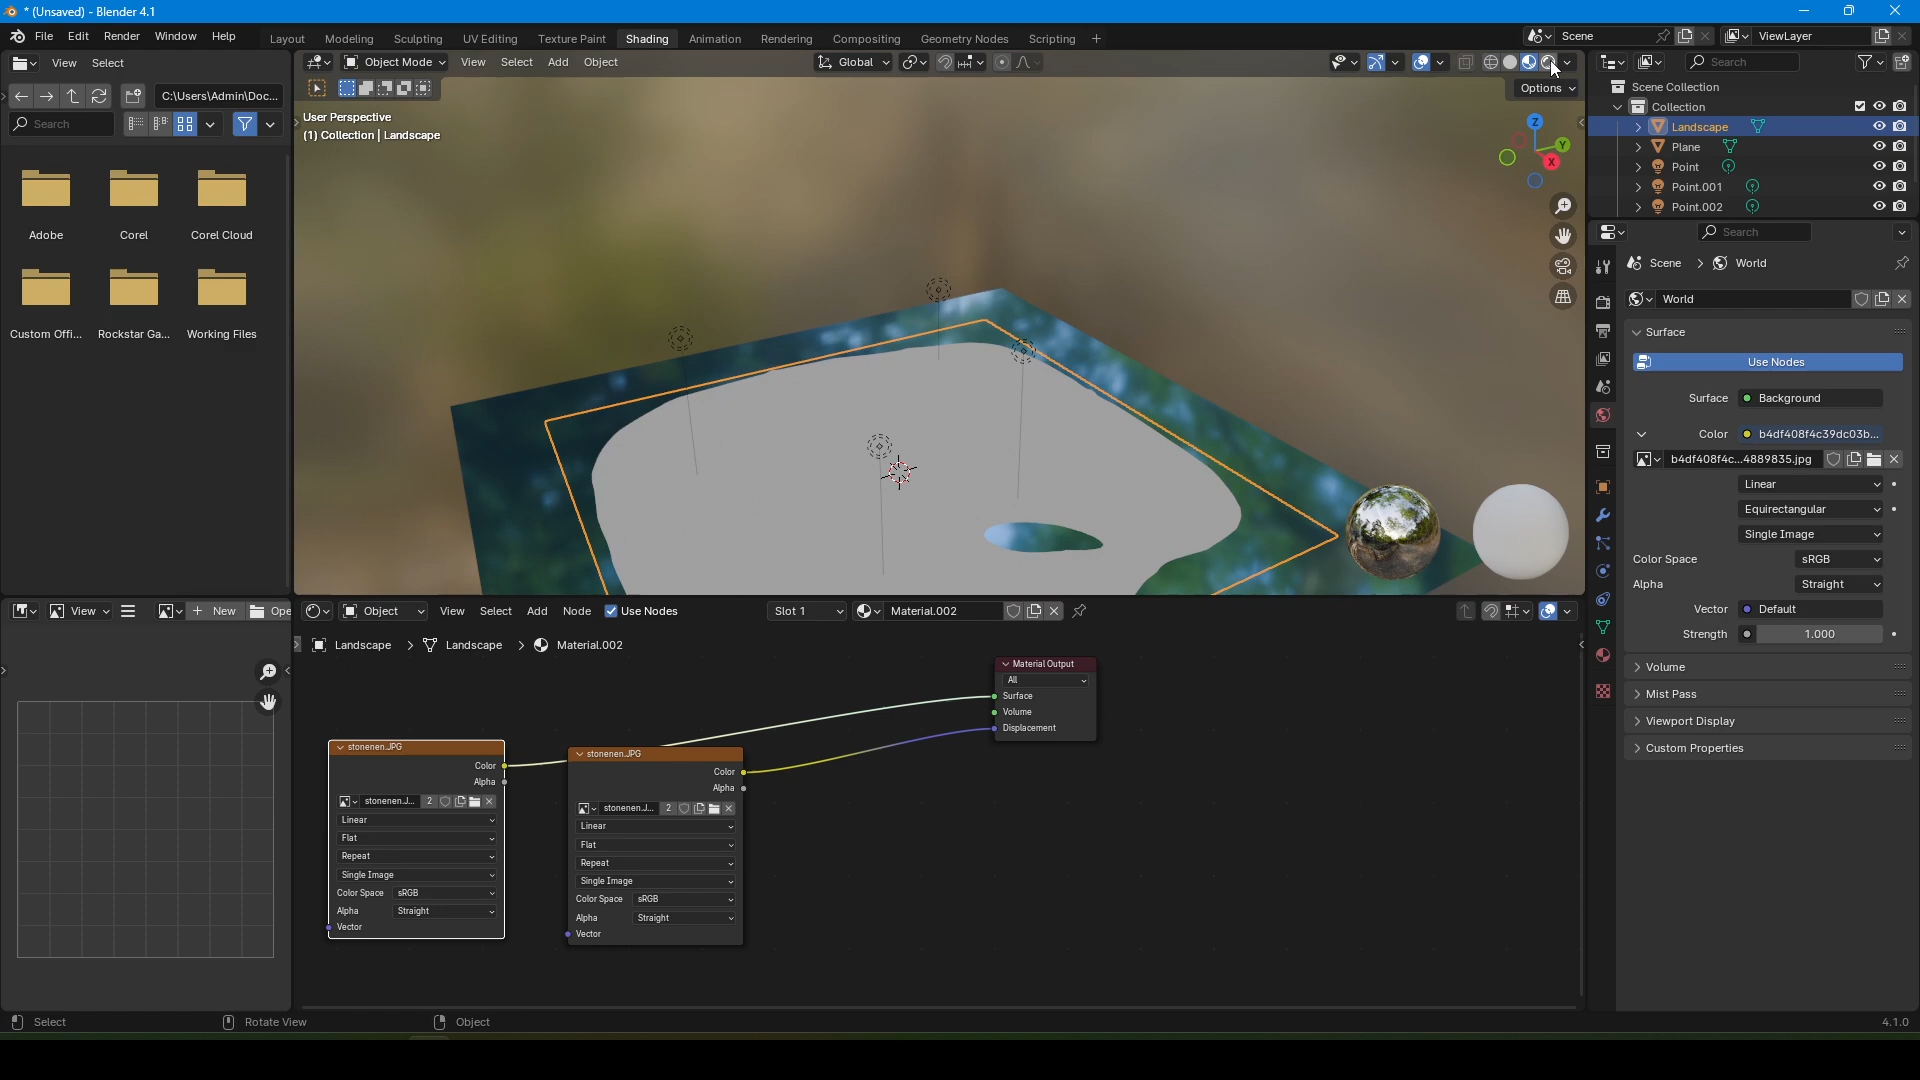 * (Unsaved) - Blender 4.1
File Edit Render Window Help
Layout Modeling Sculpting UV Editing Texture Paint Shading Animation Rendering Compositing Geometry Nodes Scripting +
Scene
ViewLayer
View Select
Object Mode View Select Add Object
Global
Search
C:\Users\Admin\Doc...
Search
Options
User Perspective
(1) Collection | Landscape
Z
Y
X
Scene Collection
Collection
Landscape
Plane
Point
Point.001
Point.002
Adobe
Corel
Corel Cloud
Custom Offi...
Rockstar Ga...
Working Files
Search
Scene > World
World
Surface
Use Nodes
Surface Background
Color b4df408f4c39dc03b...
b4df408f4c...4889835.jpg
Linear
Equirectangular
Single Image
Color Space sRGB
Alpha Straight
Vector Default
Strength 1.000
Volume
Mist Pass
Viewport Display
Custom Properties
View
New
Ope
Object View Select Add Node Use Nodes
Slot 1
Material.002
Landscape > Landscape > Material.002
Material Output
All
Surface
Volume
Displacement
stonenen.JPG
Color
Alpha
stonenen.J... 2
Linear
Flat
Repeat
Single Image
Color Space sRGB
Alpha Straight
Vector
stonenen.JPG
Color
Alpha
stonenen.J... 2
Linear
Flat
Repeat
Single Image
Color Space sRGB
Alpha Straight
Vector
Select
Rotate View
Object
4.1.0